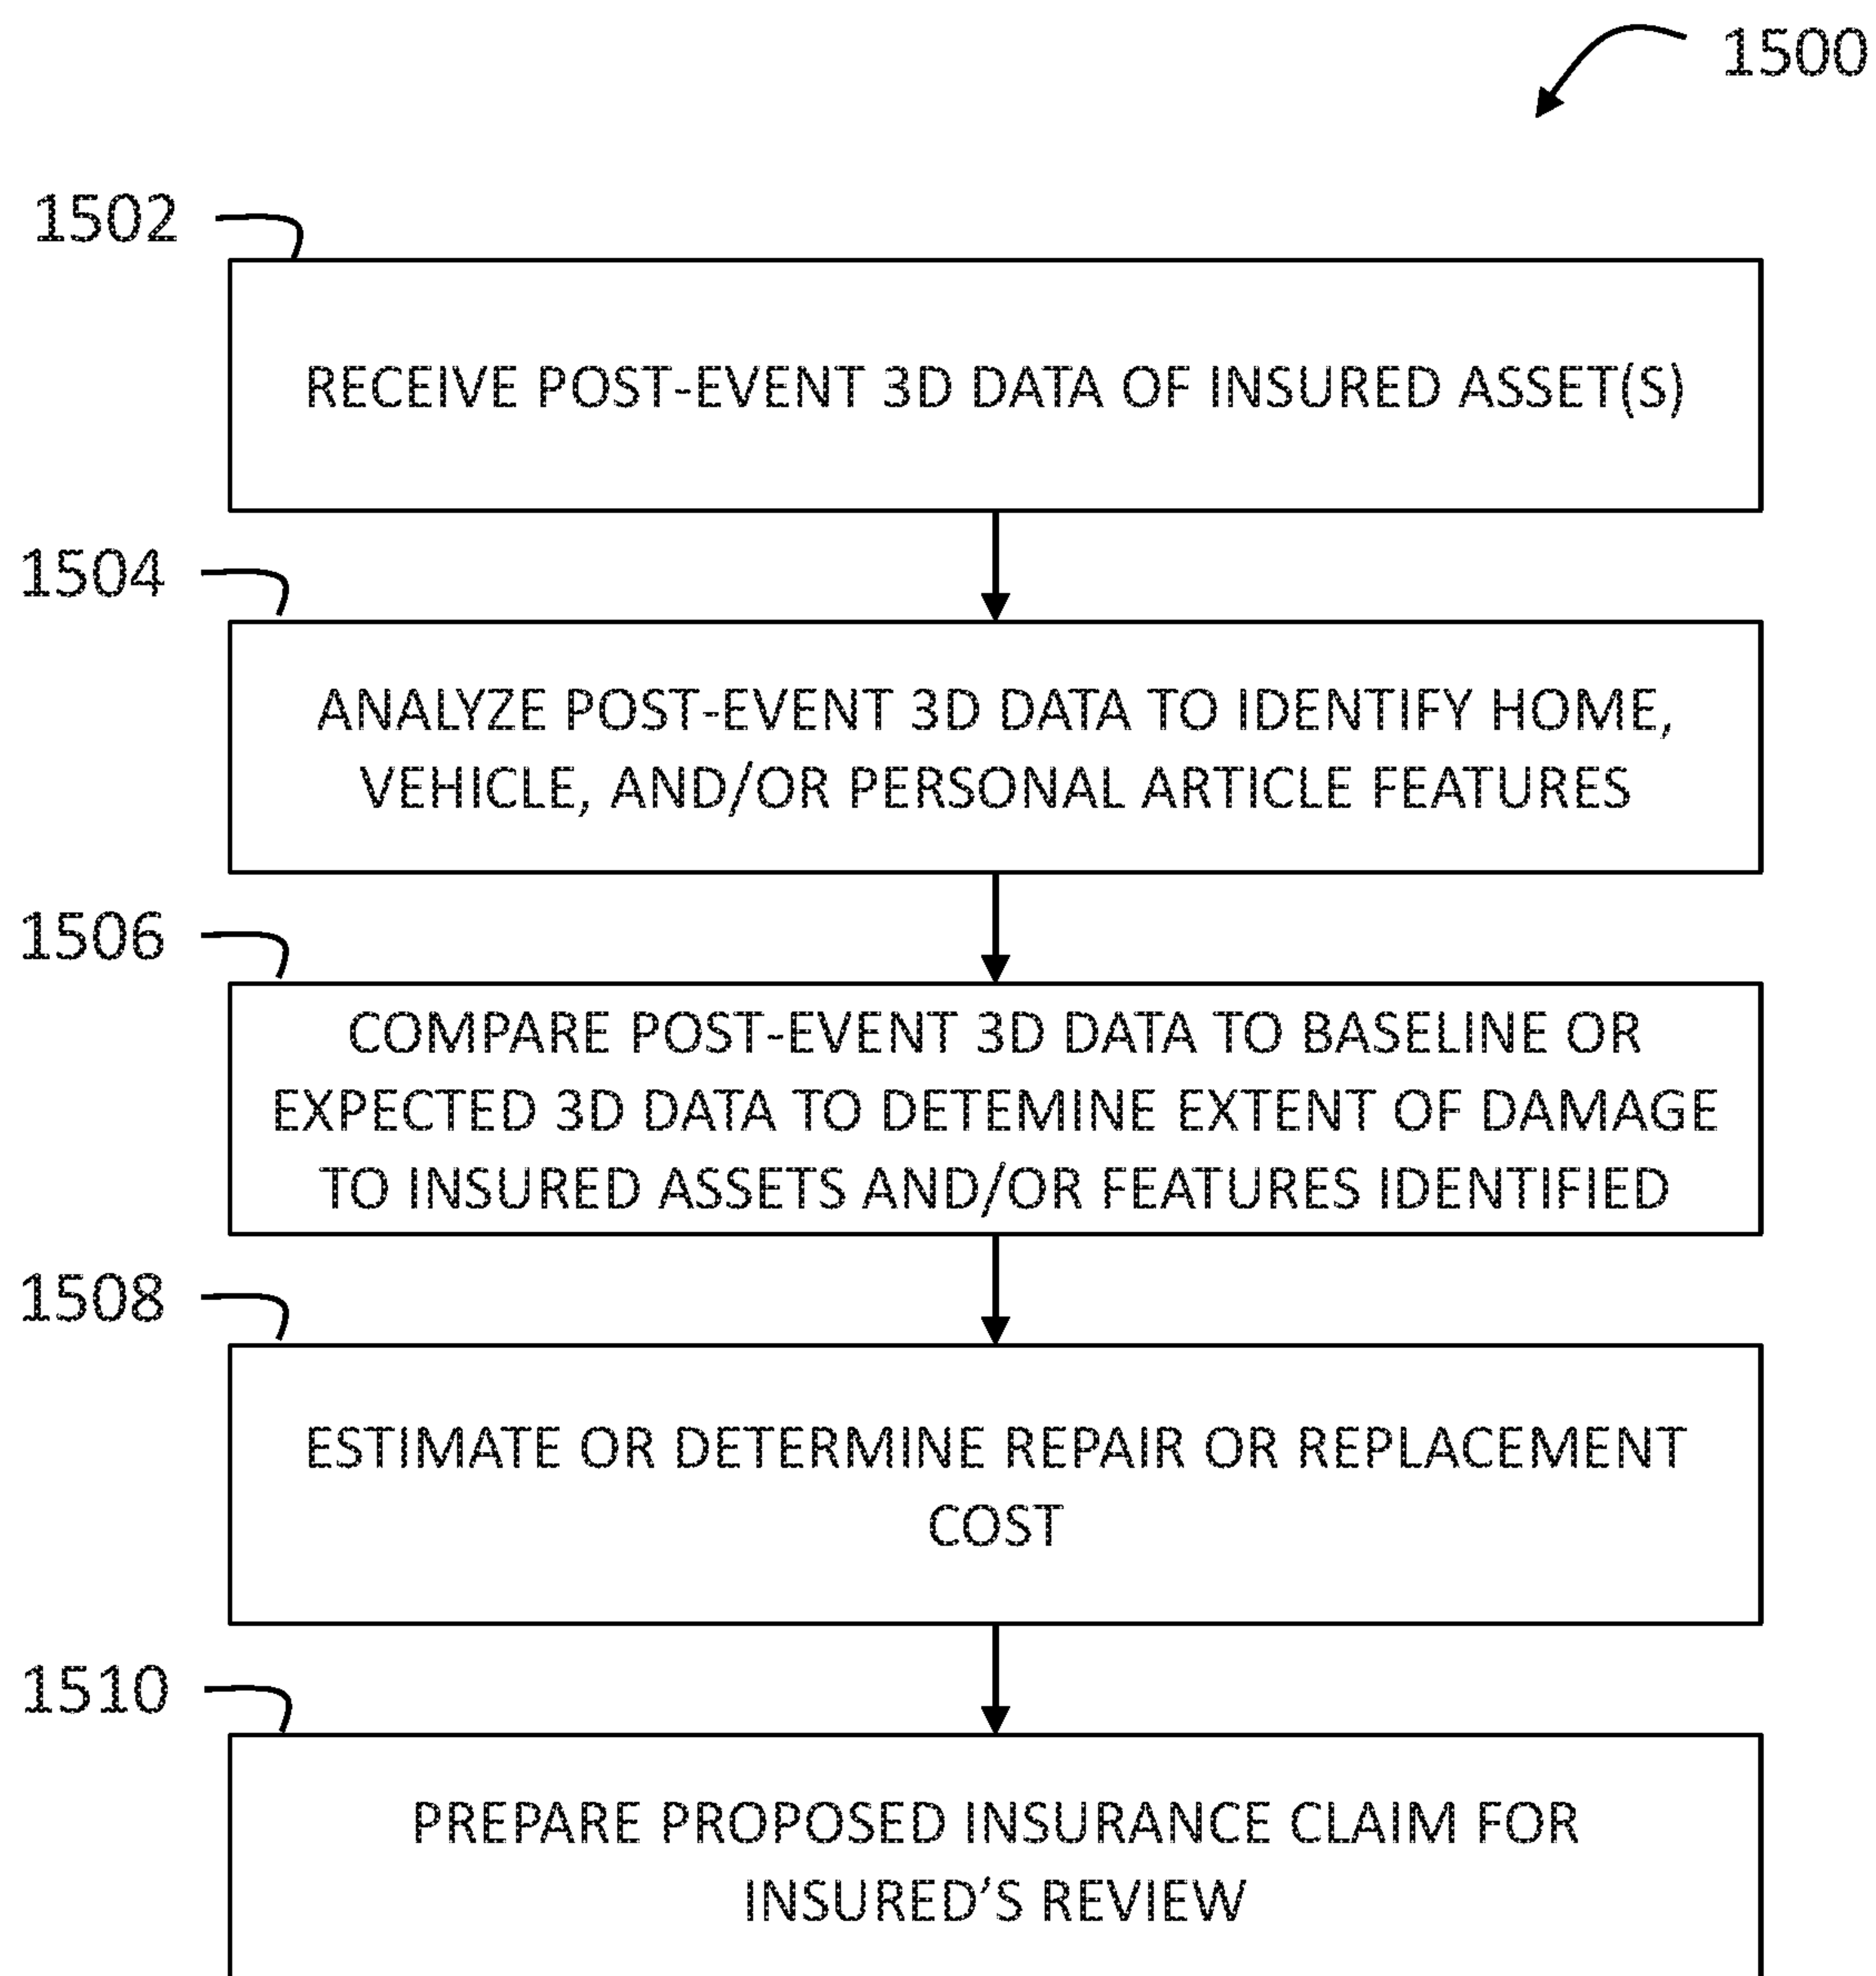 1500
1502
RECEIVE POST-EVENT 3D DATA OF INSURED ASSET(S)
1504
ANALYZE POST-EVENT 3D DATA TO IDENTIFY HOME,
VEHICLE, AND/OR PERSONAL ARTICLE FEATURES
1506
COMPARE POST-EVENT 3D DATA TO BASELINE OR
EXPECTED 3D DATA TO DETEMINE EXTENT OF DAMAGE
TO INSURED ASSETS AND/OR FEATURES IDENTIFIED
1508
ESTIMATE OR DETERMINE REPAIR OR REPLACEMENT
COST
1510
PREPARE PROPOSED INSURANCE CLAIM FOR
INSURED’S REVIEW